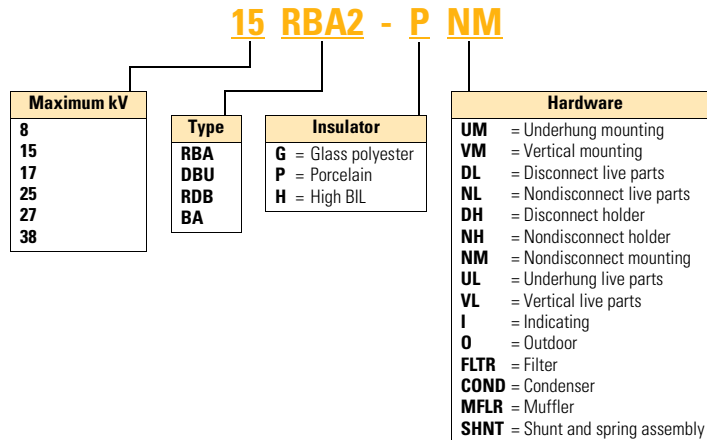 15 RBA2 - P NM
Maximum kV
8
15
17
25
27
38
Type
RBA
DBU
RDB
BA
Insulator
G = Glass polyester
P = Porcelain
H = High BIL
Hardware
UM = Underhung mounting
VM = Vertical mounting
DL = Disconnect live parts
NL = Nondisconnect live parts
DH = Disconnect holder
NH = Nondisconnect holder
NM = Nondisconnect mounting
UL = Underhung live parts
VL = Vertical live parts
I = Indicating
O = Outdoor
FLTR = Filter
COND = Condenser
MFLR = Muffler
SHNT = Shunt and spring assembly